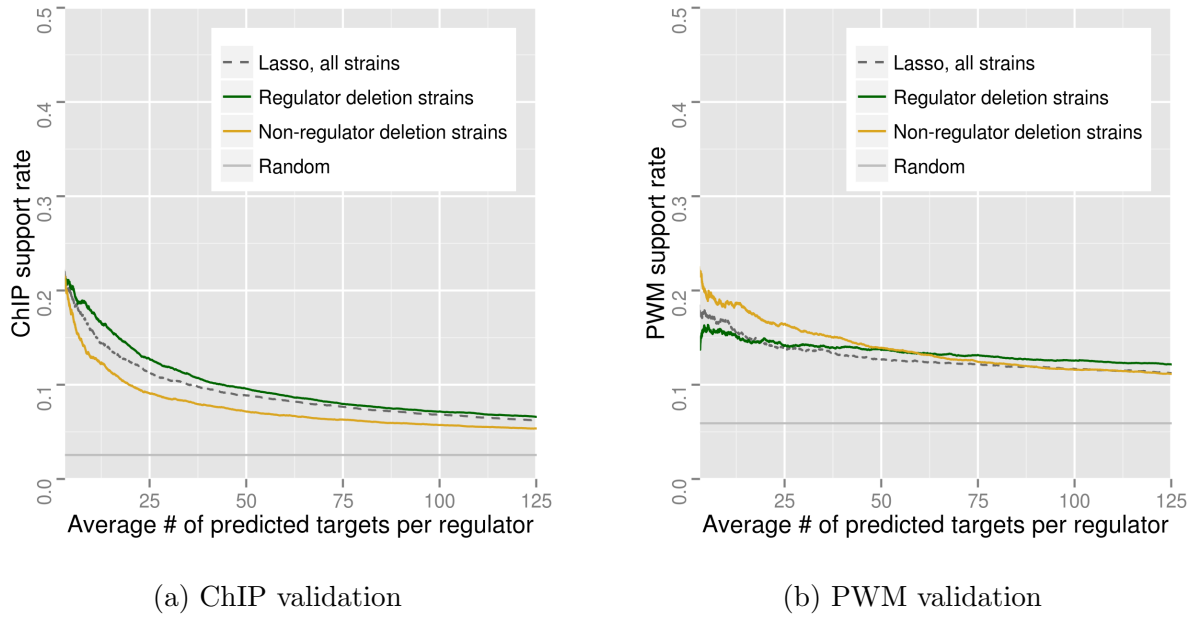 0.5
0.4
0.3
0.2
0.1
0.0
ChIP support rate
Lasso, all strains
Regulator deletion strains
Non-regulator deletion strains
Random
25
50
75
100
125
Average # of predicted targets per regulator
(a) ChIP validation
0.5
0.4
0.3
0.2
0.1
0.0
PWM support rate
Lasso, all strains
Regulator deletion strains
Non-regulator deletion strains
Random
25
50
75
100
125
Average # of predicted targets per regulator
(b) PWM validation